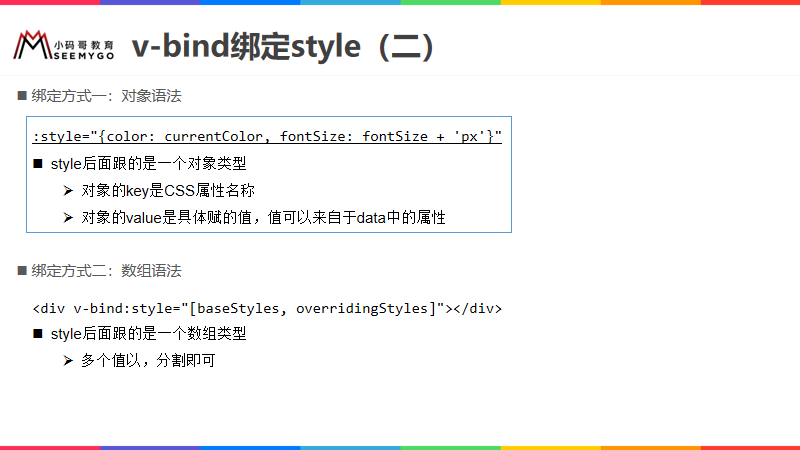 小码哥教育
SEEMYGO
v-bind绑定style（二）
绑定方式一：对象语法
:style="{color: currentColor, fontSize: fontSize + 'px'}"
style后面跟的是一个对象类型
对象的key是CSS属性名称
对象的value是具体赋的值，值可以来自于data中的属性
绑定方式二：数组语法
<div v-bind:style="[baseStyles, overridingStyles]"></div>
style后面跟的是一个数组类型
多个值以，分割即可